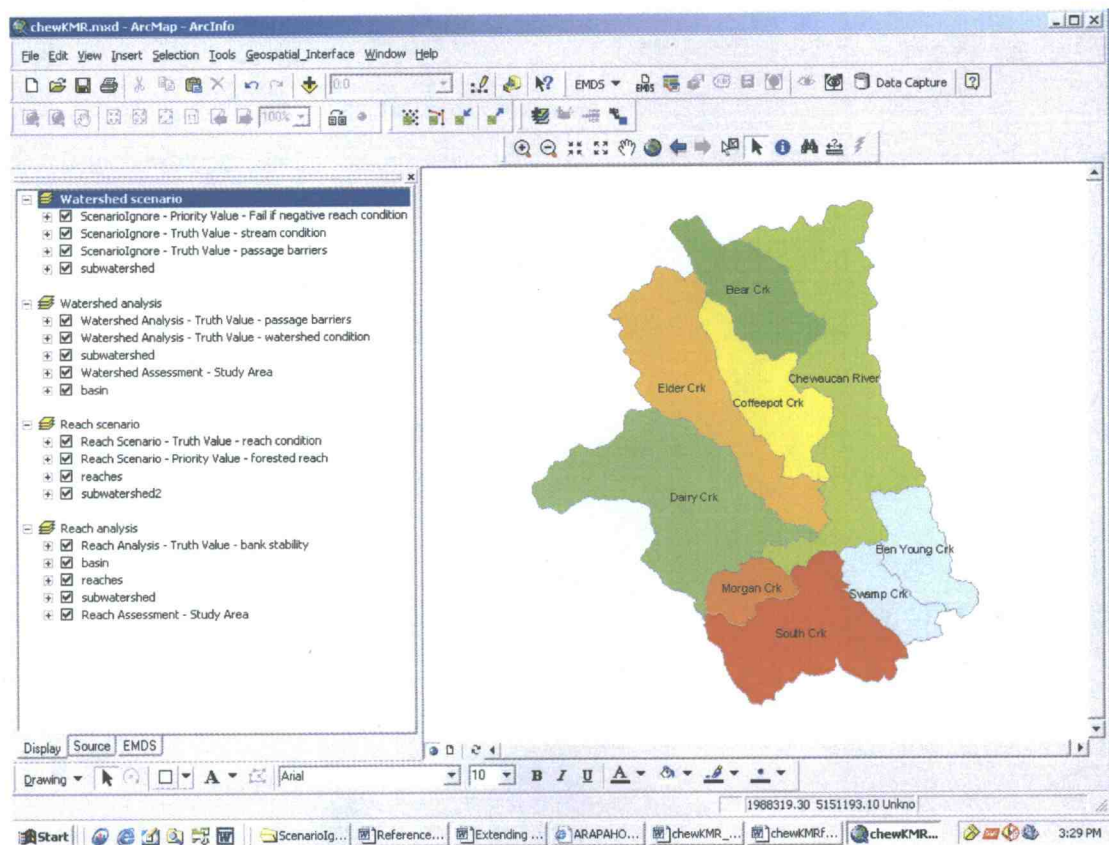 chewKMR.mxd - ArcMap - ArcInfo
File Edit View Insert Selection Tools Geospatial_Interface Window Help
0.0 EMDS EMDS Data Capture
100%
Watershed scenario
ScenarioIgnore - Priority Value - Fail if negative reach condition
ScenarioIgnore - Truth Value - stream condition
ScenarioIgnore - Truth Value - passage barriers
subwatershed
Watershed analysis
Watershed Analysis - Truth Value - passage barriers
Watershed Analysis - Truth Value - watershed condition
subwatershed
Watershed Assessment - Study Area
basin
Reach scenario
Reach Scenario - Truth Value - reach condition
Reach Scenario - Priority Value - forested reach
reaches
subwatershed2
Reach analysis
Reach Analysis - Truth Value - bank stability
basin
reaches
subwatershed
Reach Assessment - Study Area
Bear Crk
Elder Crk
Chewaucan River
Coffeepot Crk
Dairy Crk
Ben Young Crk
Morgan Crk
Swamp Crk
South Crk
Display Source EMDS
Drawing A Arial 10 B I U A
1988319.30 5151193.10 Unkno
Start ScenarioIg... Reference... Extending ... ARAPAHO... chewKMR_... chewKMRf... chewKMR... 3:29 PM